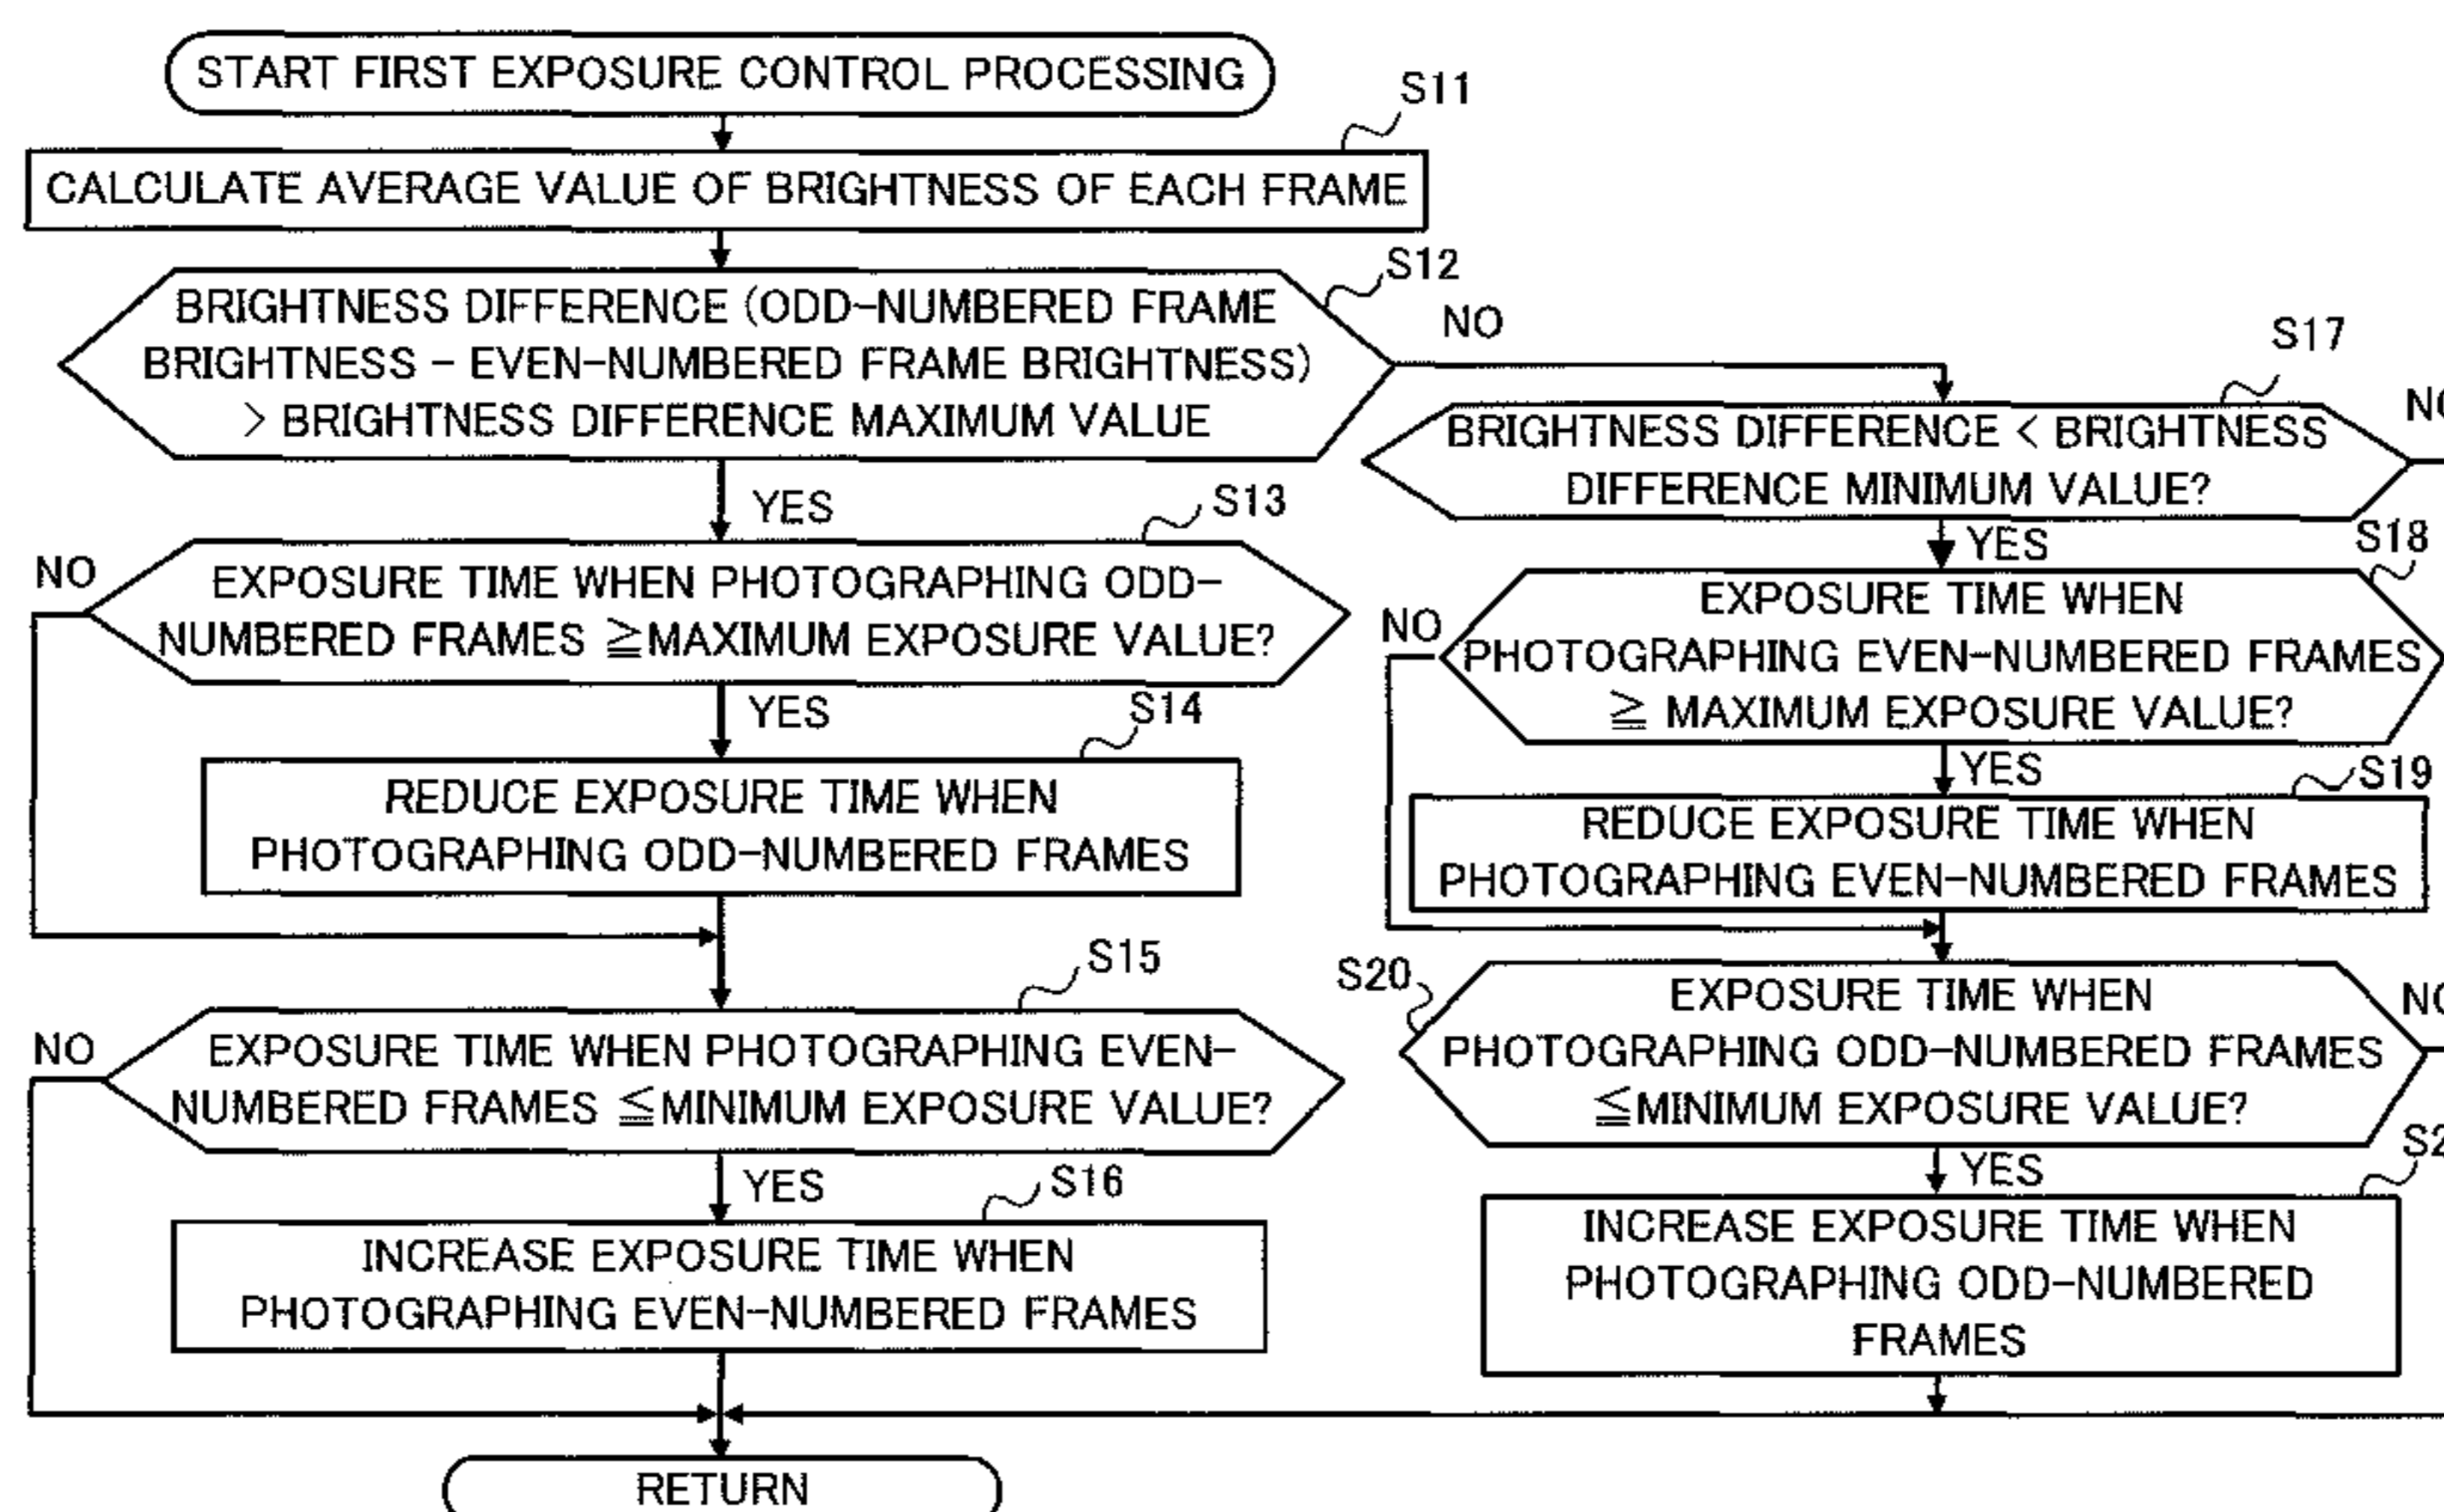 START FIRST EXPOSURE CONTROL PROCESSING
S11
CALCULATE AVERAGE VALUE OF BRIGHTNESS OF EACH FRAME
S12
BRIGHTNESS DIFFERENCE (ODD-NUMBERED FRAME
BRIGHTNESS - EVEN-NUMBERED FRAME BRIGHTNESS)
> BRIGHTNESS DIFFERENCE MAXIMUM VALUE
NO
YES
S13
EXPOSURE TIME WHEN PHOTOGRAPHING ODD-
NUMBERED FRAMES ≧MAXIMUM EXPOSURE VALUE?
NO
YES
S14
REDUCE EXPOSURE TIME WHEN
PHOTOGRAPHING ODD-NUMBERED FRAMES
S15
EXPOSURE TIME WHEN PHOTOGRAPHING EVEN-
NUMBERED FRAMES ≦MINIMUM EXPOSURE VALUE?
NO
YES
S16
INCREASE EXPOSURE TIME WHEN
PHOTOGRAPHING EVEN-NUMBERED FRAMES
RETURN
S17
BRIGHTNESS DIFFERENCE < BRIGHTNESS
DIFFERENCE MINIMUM VALUE?
YES
S18
EXPOSURE TIME WHEN
PHOTOGRAPHING EVEN-NUMBERED FRAMES
≧ MAXIMUM EXPOSURE VALUE?
NO
YES
S19
REDUCE EXPOSURE TIME WHEN
PHOTOGRAPHING EVEN-NUMBERED FRAMES
S20
EXPOSURE TIME WHEN
PHOTOGRAPHING ODD-NUMBERED FRAMES
≦MINIMUM EXPOSURE VALUE?
YES
INCREASE EXPOSURE TIME WHEN
PHOTOGRAPHING ODD-NUMBERED
FRAMES